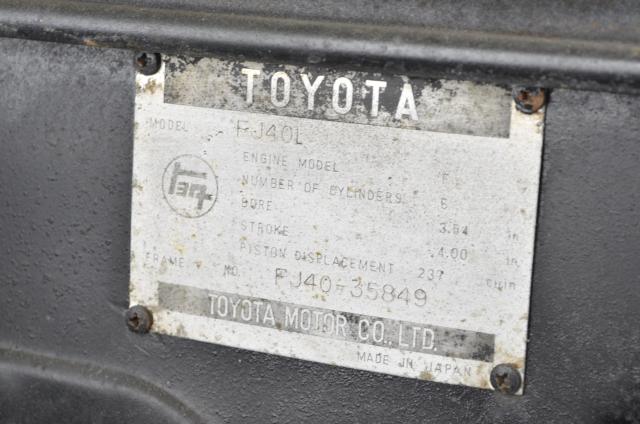 TOYOTA
MODEL FJ40L
ENGINE MODEL F
NUMBER OF CYLINDERS 6
BORE 3.54 in
STROKE 4.00 in
PISTON DISPLACEMENT 237 cu.in
FRAME NO. FJ40-35849
TOYOTA MOTOR CO., LTD.
MADE IN JAPAN